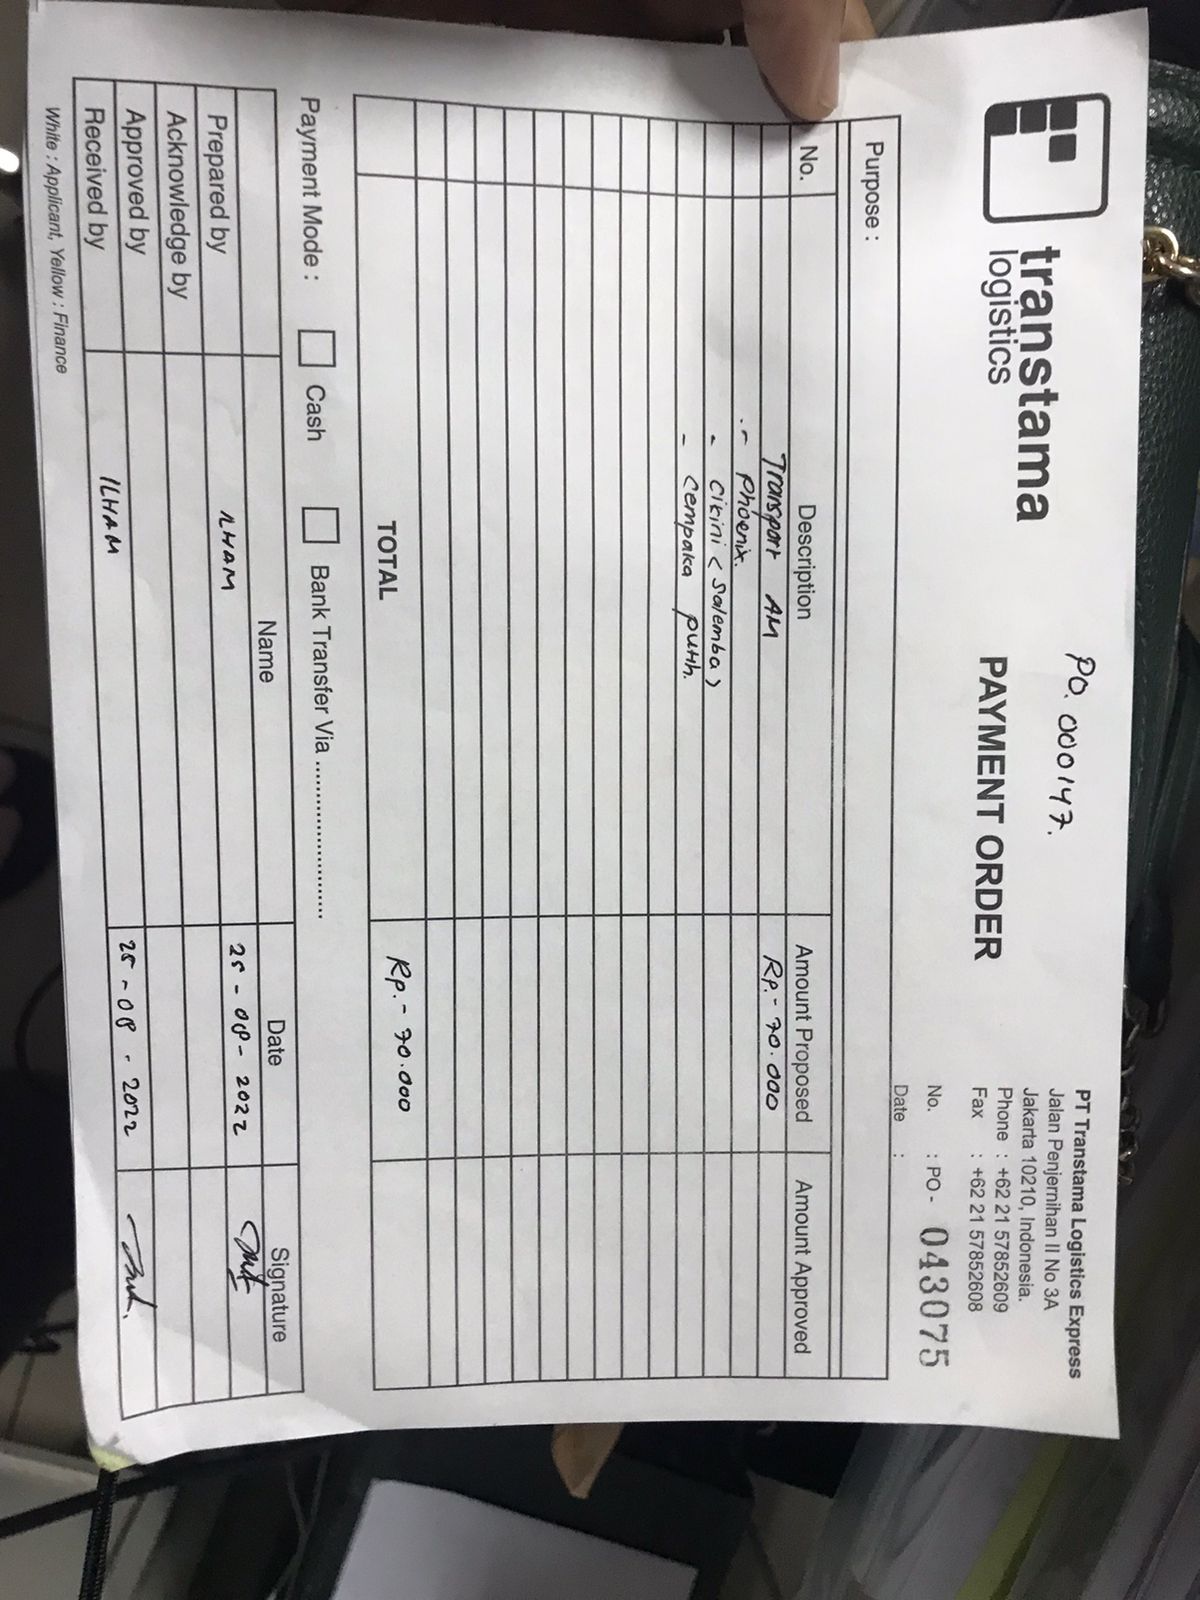 transtama
logistics
PO. 000147.
PAYMENT ORDER
PT Transtama Logistics Express
Jalan Penjernihan II No 3A
Jakarta 10210, Indonesia.
Phone : +62 21 57852609
Fax : +62 21 57852608
No. : PO - 043075
Date :
Purpose :
No. Description Amount Proposed Amount Approved
Transport AM Rp.- 70.000
- Phoenix.
- Cikini < Salemba >
- Cempaka putih.
TOTAL Rp.- 70.000
Payment Mode : Cash Bank Transfer Via ........................
Name Date Signature
Prepared by ILHAM 25 - 08 - 2022
Acknowledge by
Approved by
Received by ILHAM 25 - 08 - 2022
White : Applicant, Yellow : Finance